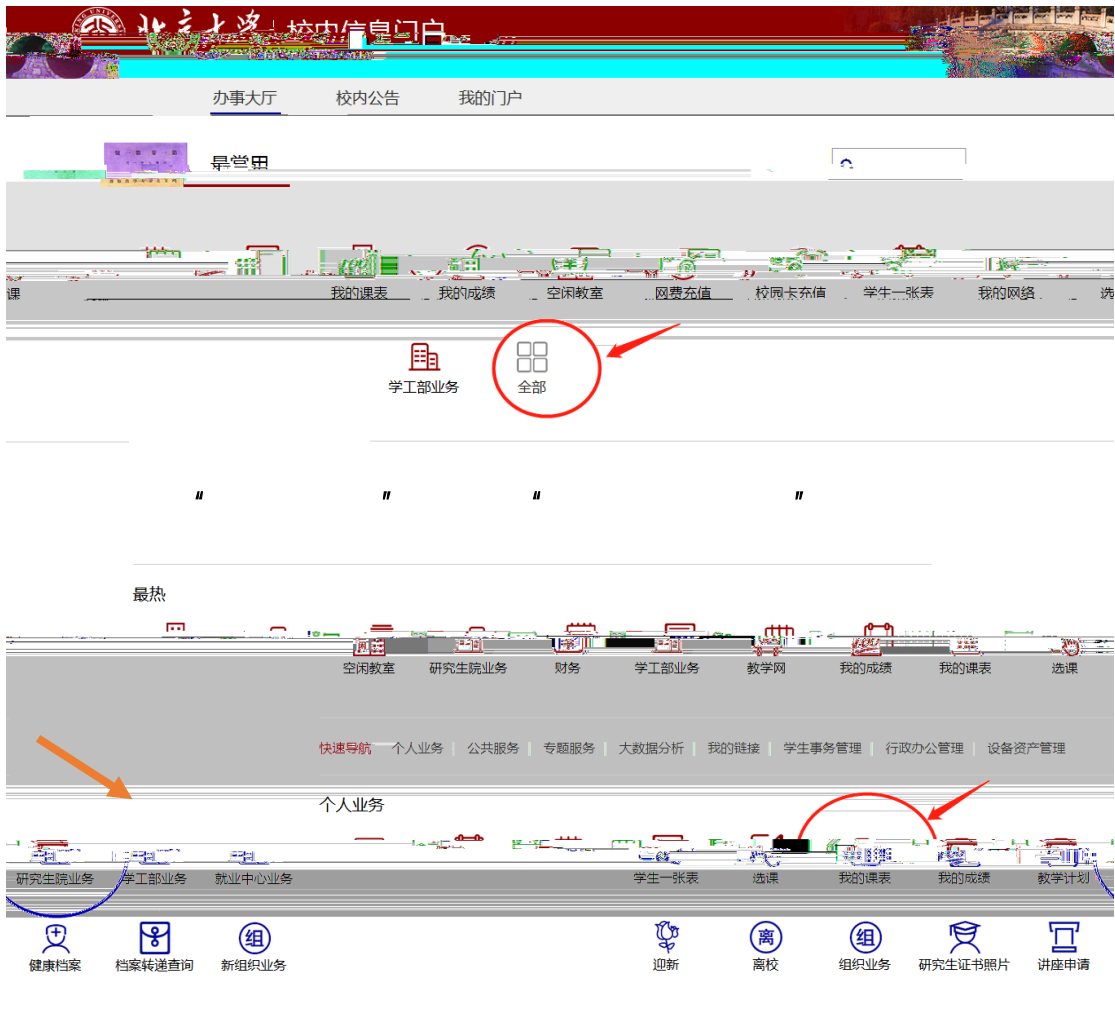 北京大学 校内信息门户
办事大厅 校内公告 我的门户
最常用
课 我的课表 我的成绩 空闲教室 网费充值 校园卡充值 学生一张表 我的网络 选
学工部业务 全部
“ ” “ ”
最热
空闲教室 研究生院业务 财务 学工部业务 教学网 我的成绩 我的课表 选课
快速导航 个人业务 公共服务 专题服务 大数据分析 我的链接 学生事务管理 行政办公管理 设备资产管理
个人业务
研究生院业务 学工部业务 就业中心业务 学生一张表 选课 我的课表 我的成绩 教学计划
组 离 组
健康档案 档案转递查询 新组织业务 迎新 离校 组织业务 研究生证书照片 讲座申请